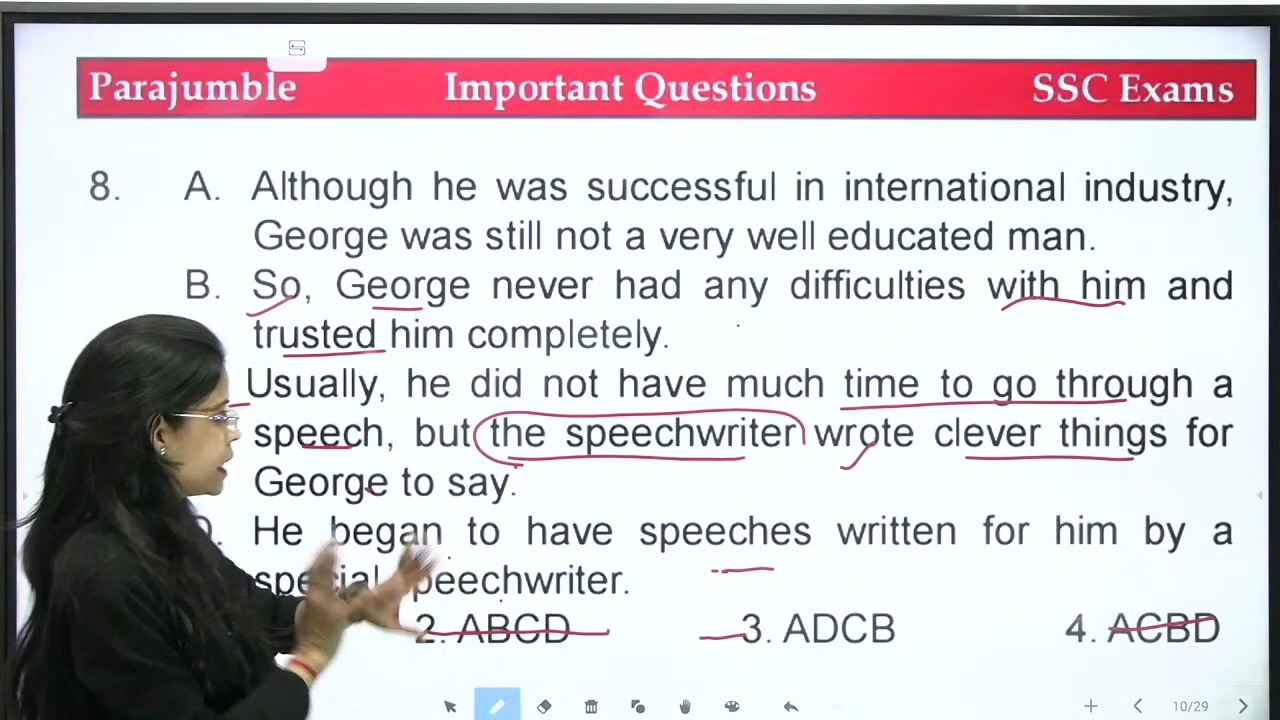 Parajumble Important Questions SSC Exams
8. A. Although he was successful in international industry,
George was still not a very well educated man.
B. So, George never had any difficulties with him and
trusted him completely.
Usually, he did not have much time to go through a
speech, but the speechwriter wrote clever things for
George to say.
He began to have speeches written for him by a
special speechwriter.
2. ABCD 3. ADCB 4. ACBD
10/29